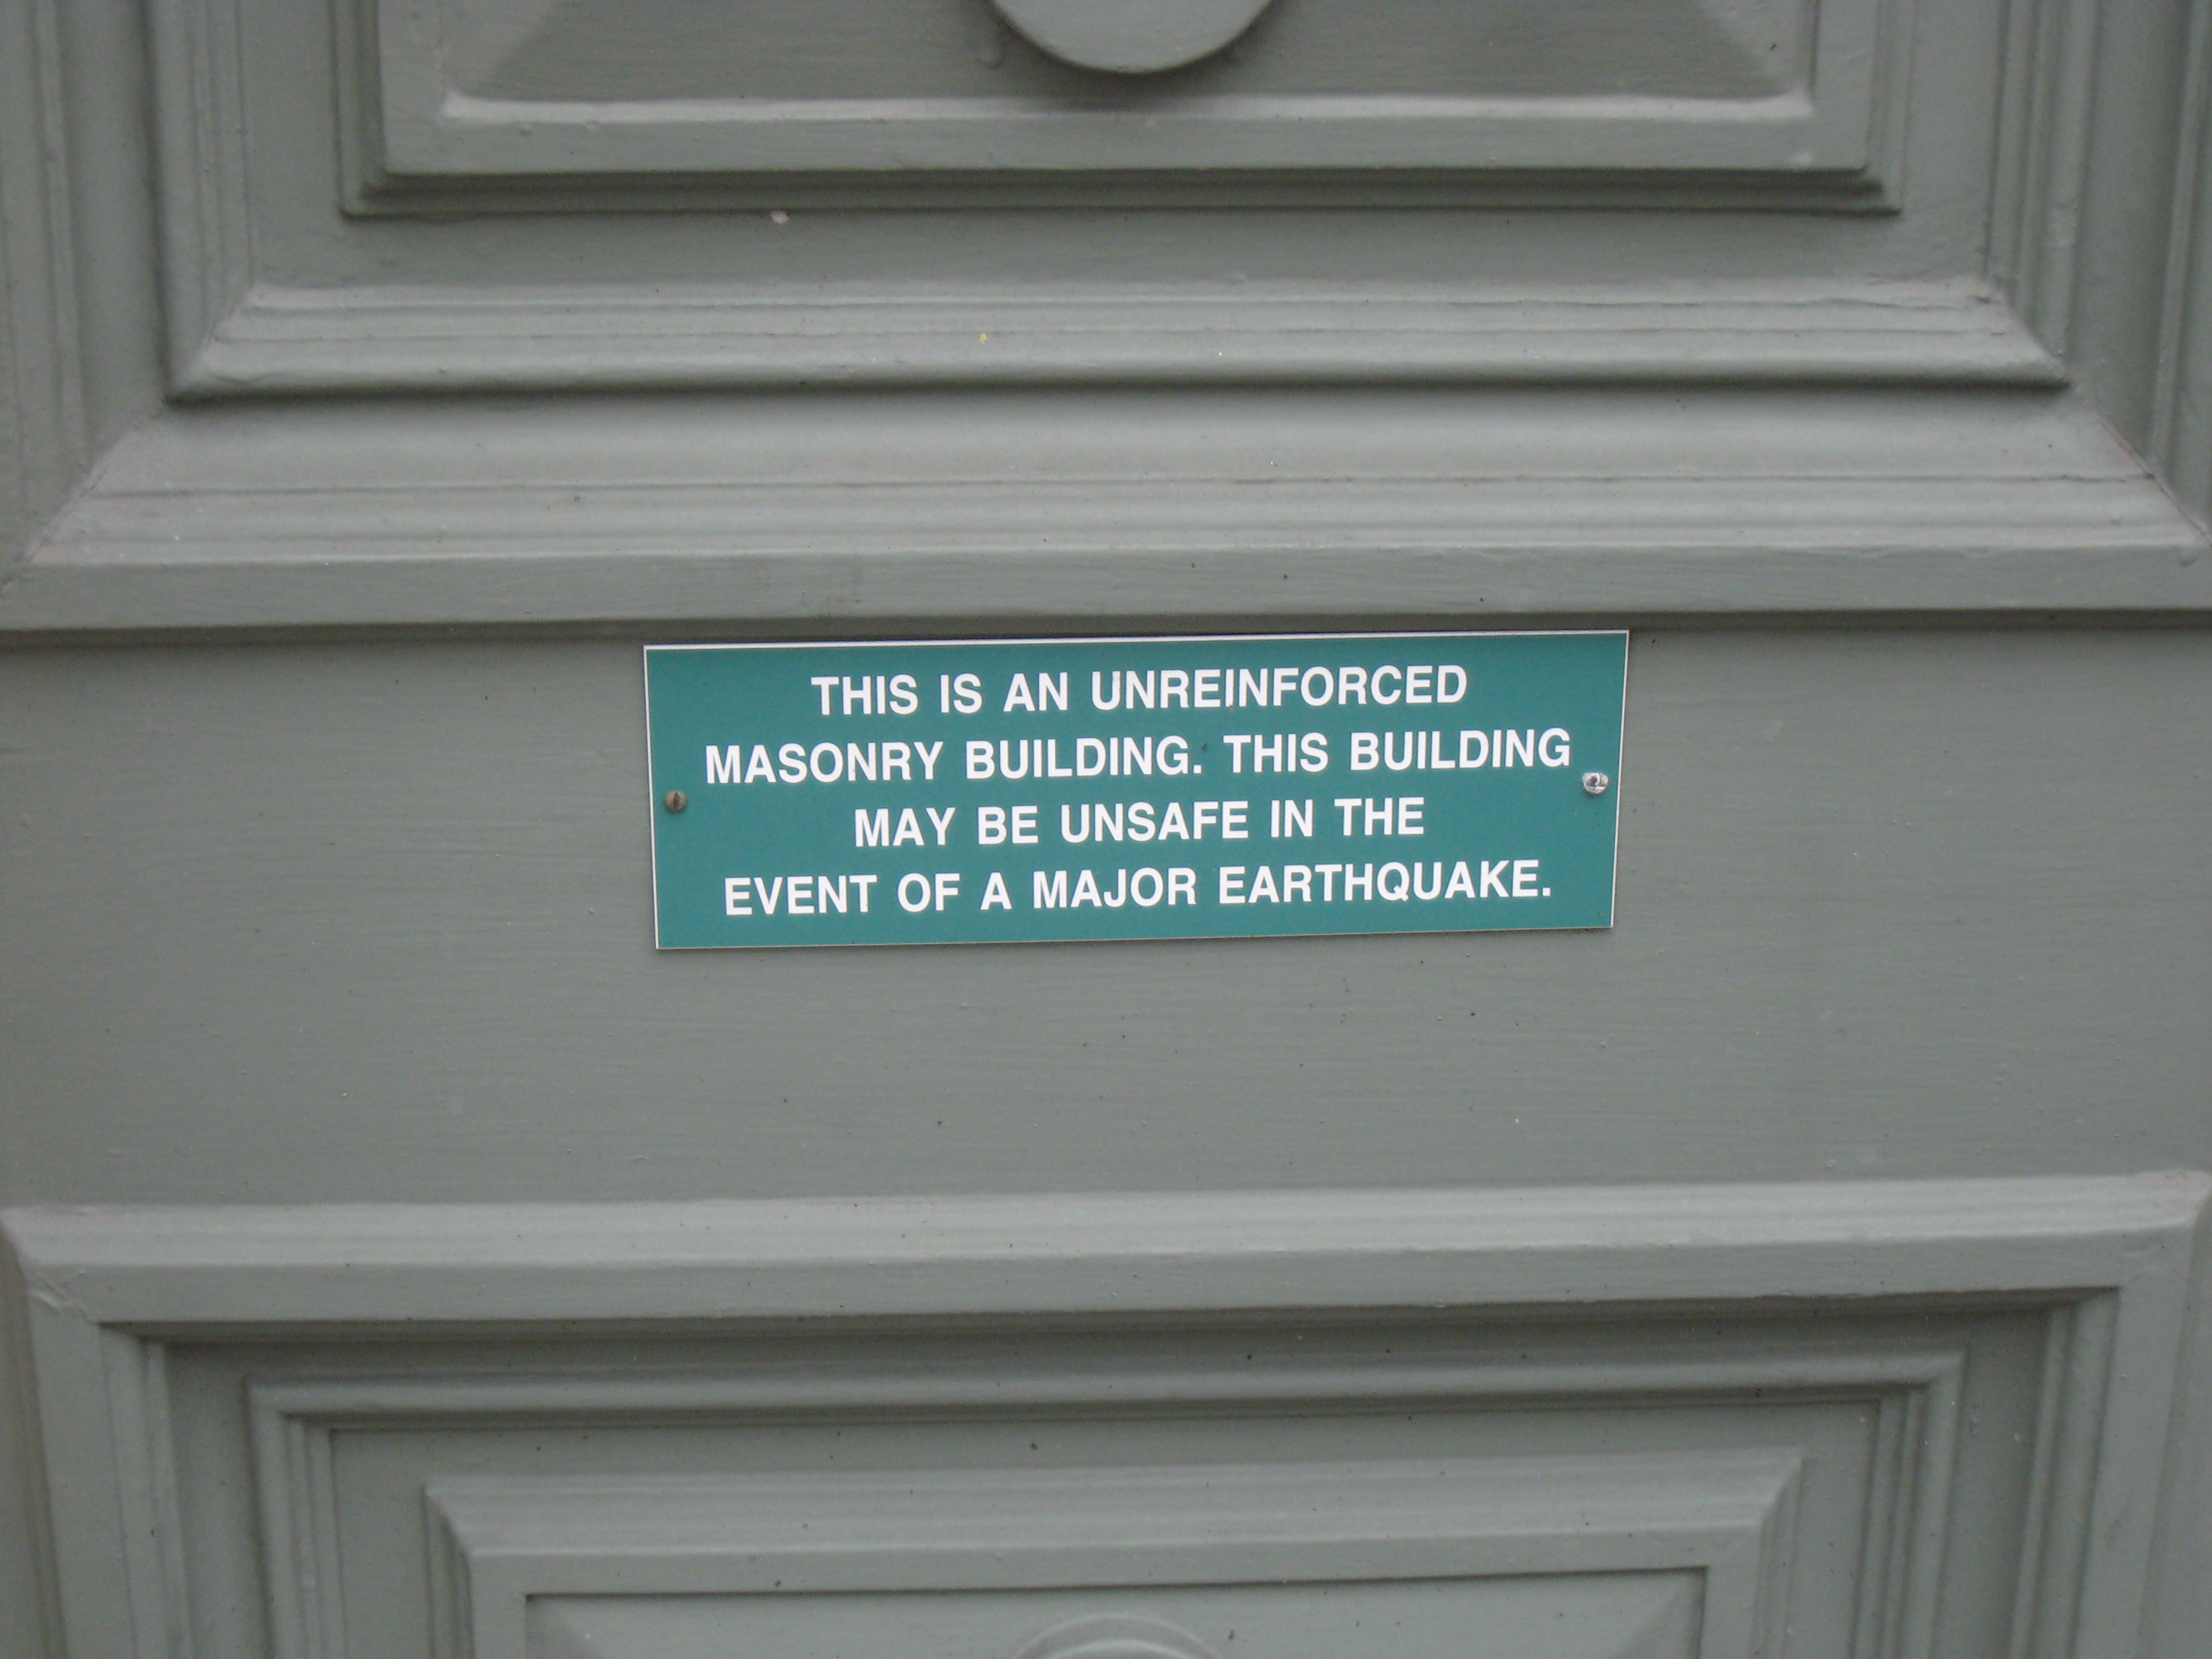 THIS IS AN UNREINFORCED
MASONRY BUILDING. THIS BUILDING
MAY BE UNSAFE IN THE
EVENT OF A MAJOR EARTHQUAKE.